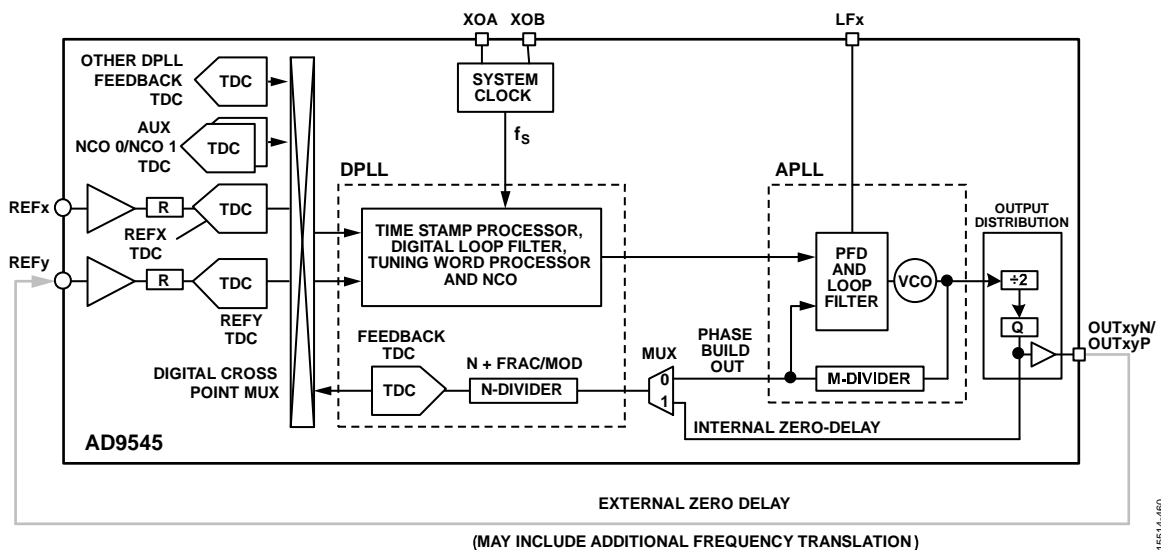 XOA XOB LFx
OTHER DPLL
FEEDBACK
TDC
TDC
SYSTEM
CLOCK
AUX
NCO 0/NCO 1
TDC
TDC
fS
DPLL
APLL
REFx
R
TDC
REFX
TDC
TIME STAMP PROCESSOR,
DIGITAL LOOP FILTER,
TUNING WORD PROCESSOR
AND NCO
PFD
AND
LOOP
FILTER
VCO
OUTPUT
DISTRIBUTION
÷2
Q
OUTxyN/
OUTxyP
REFy
R
TDC
REFY
TDC
FEEDBACK
TDC
TDC
N + FRAC/MOD
N-DIVIDER
MUX
0
1
PHASE
BUILD
OUT
M-DIVIDER
DIGITAL CROSS
POINT MUX
INTERNAL ZERO-DELAY
AD9545
EXTERNAL ZERO DELAY
(MAY INCLUDE ADDITIONAL FREQUENCY TRANSLATION)
15514-460